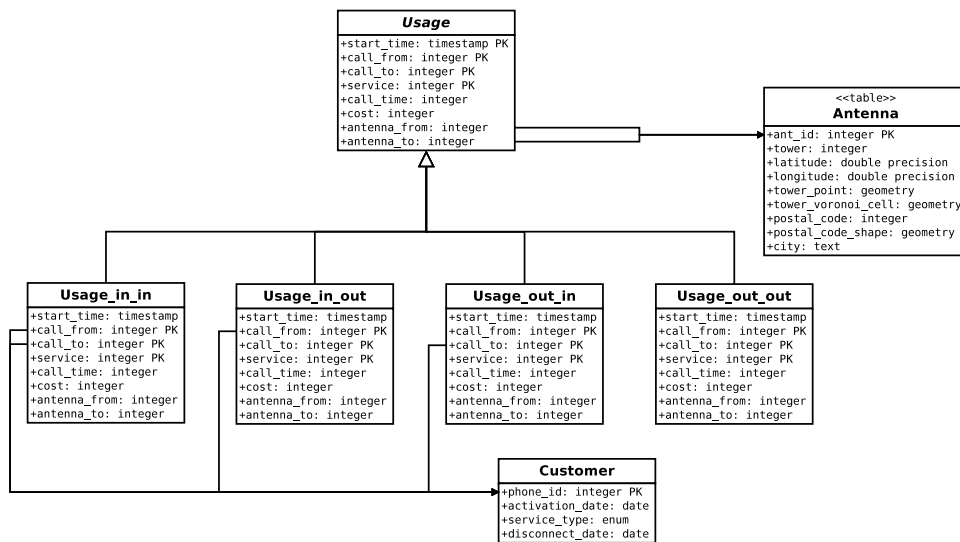 Usage
+start_time: timestamp PK
+call_from: integer PK
+call_to: integer PK
+service: integer PK
+call_time: integer
+cost: integer
+antenna_from: integer
+antenna_to: integer
<<table>>
Antenna
+ant_id: integer PK
+tower: integer
+latitude: double precision
+longitude: double precision
+tower_point: geometry
+tower_voronoi_cell: geometry
+postal_code: integer
+postal_code_shape: geometry
+city: text
Usage_in_in
+start_time: timestamp
+call_from: integer PK
+call_to: integer PK
+service: integer PK
+call_time: integer
+cost: integer
+antenna_from: integer
+antenna_to: integer
Usage_in_out
+start_time: timestamp
+call_from: integer PK
+call_to: integer PK
+service: integer PK
+call_time: integer
+cost: integer
+antenna_from: integer
+antenna_to: integer
Usage_out_in
+start_time: timestamp
+call_from: integer PK
+call_to: integer PK
+service: integer PK
+call_time: integer
+cost: integer
+antenna_from: integer
+antenna_to: integer
Usage_out_out
+start_time: timestamp
+call_from: integer PK
+call_to: integer PK
+service: integer PK
+call_time: integer
+cost: integer
+antenna_from: integer
+antenna_to: integer
Customer
+phone_id: integer PK
+activation_date: date
+service_type: enum
+disconnect_date: date